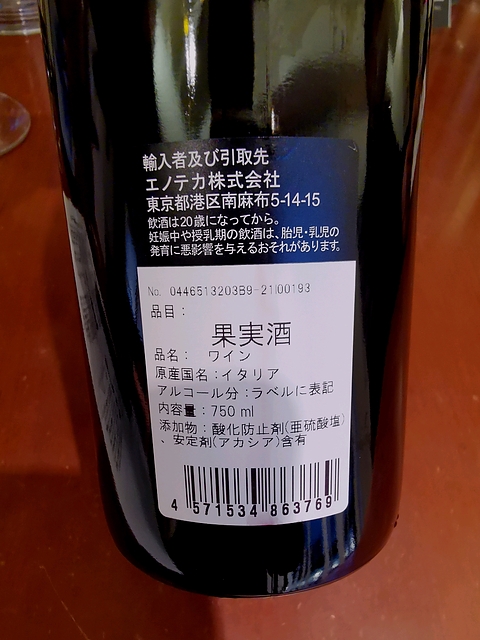 輸入者及び引取先
エノテカ株式会社
東京都港区南麻布5-14-15
飲酒は20歳になってから。
妊娠中や授乳期の飲酒は、胎児・乳児の
発育に悪影響を与えるおそれがあります。
No. 0446513203B9-21I00193
品目：
果実酒
品名： ワイン
原産国名：イタリア
アルコール分：ラベルに表記
内容量：750 ml
添加物：酸化防止剤(亜硫酸塩)
、安定剤(アカシア)含有
4 571534 863769